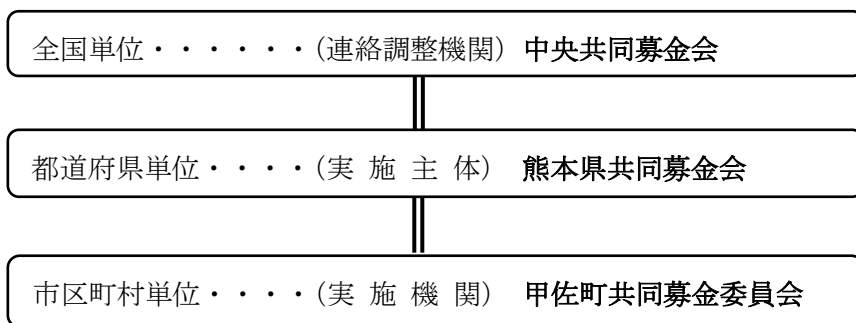 全国単位・・・・・・(連絡調整機関) 中央共同募金会
都道府県単位・・・・(実 施 主 体) 熊本県共同募金会
市区町村単位・・・・(実 施 機 関) 甲佐町共同募金委員会